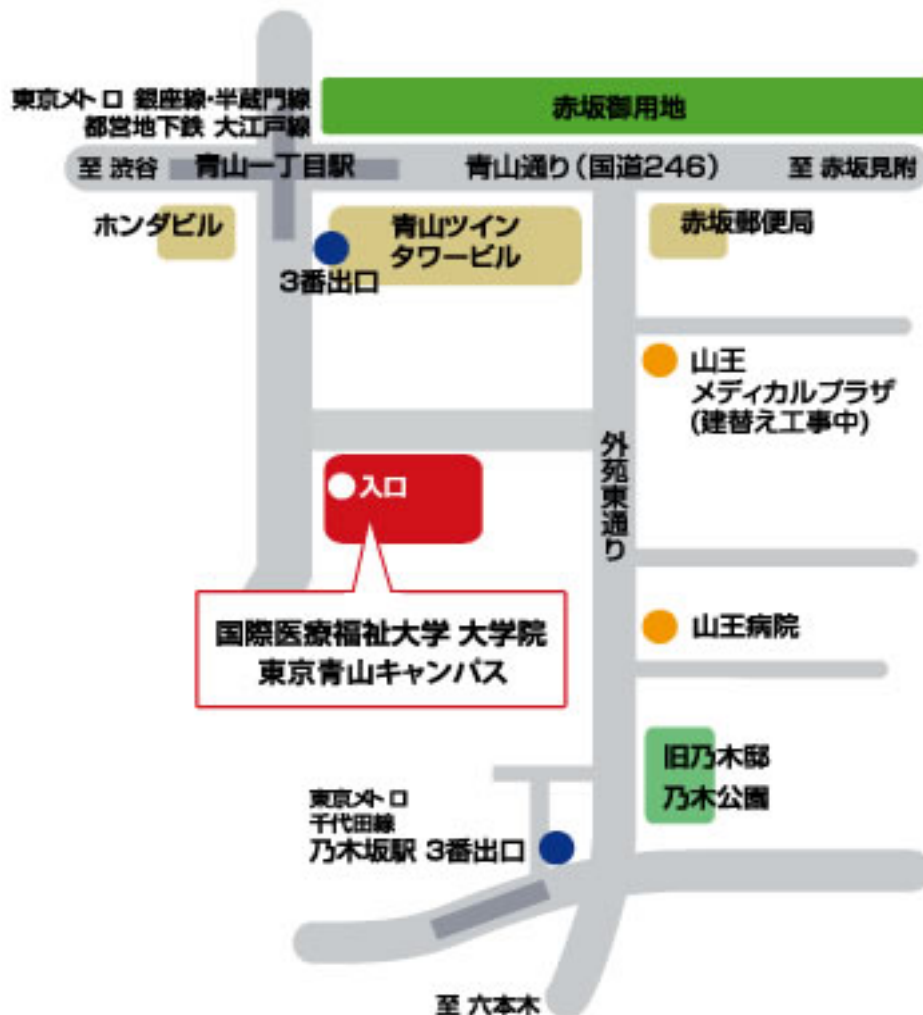 東京メトロ 銀座線・半蔵門線
都営地下鉄 大江戸線
赤坂御用地
至 渋谷
青山一丁目駅
青山通り(国道246)
至 赤坂見附
ホンダビル
青山ツイン
タワービル
赤坂郵便局
3番出口
山王
メディカルプラザ
(建替え工事中)
外苑東通り
入口
国際医療福祉大学 大学院
東京青山キャンパス
山王病院
旧乃木邸
乃木公園
東京メトロ
千代田線
乃木坂駅 3番出口
至 六本木